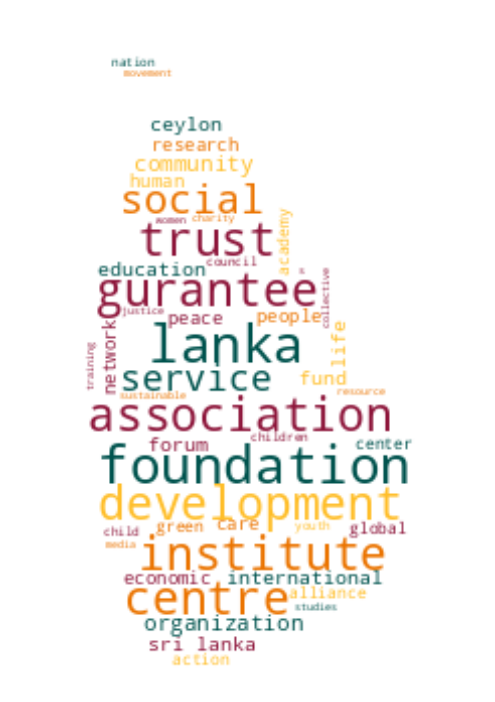 nation
movement
ceylon
research
community
human
social
women charity
academy
trust
council
education
s
gurantee
collective
justice
peace
people
network
lanka
life
training
service
fund
resource
sustainable
association
children
forum
center
foundation
development
green care youth global
child
media
institute
economic international
centre
alliance
studies
organization
sri lanka
action